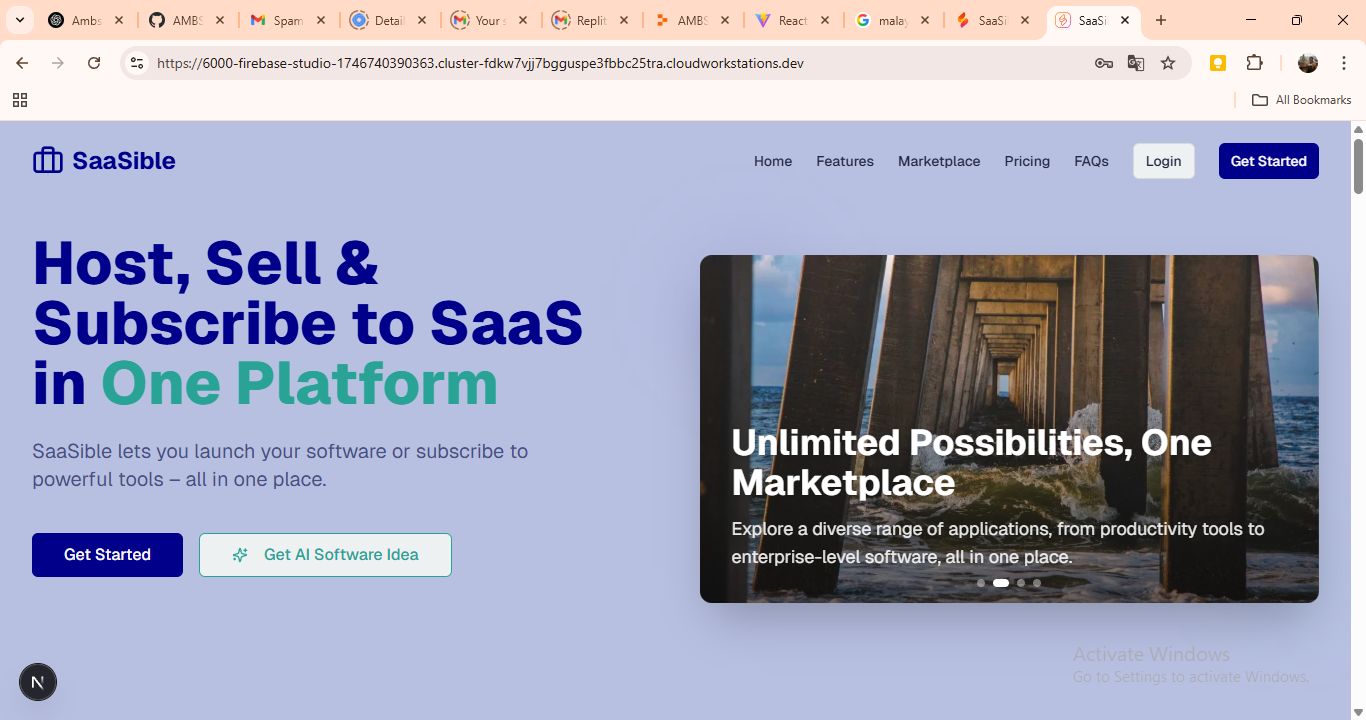 Ambs
AMBS
Spam
Detail
Your s
Replit
AMBS
React
malay
SaaSi
SaaSi
https://6000-firebase-studio-1746740390363.cluster-fdkw7vjj7bgguspe3fbbc25tra.cloudworkstations.dev
All Bookmarks
SaaSible
Home Features Marketplace Pricing FAQs Login Get Started
Host, Sell &
Subscribe to SaaS
in One Platform
SaaSible lets you launch your software or subscribe to
powerful tools – all in one place.
Get Started
Get AI Software Idea
Unlimited Possibilities, One
Marketplace
Explore a diverse range of applications, from productivity tools to
enterprise-level software, all in one place.
Activate Windows
Go to Settings to activate Windows.
N